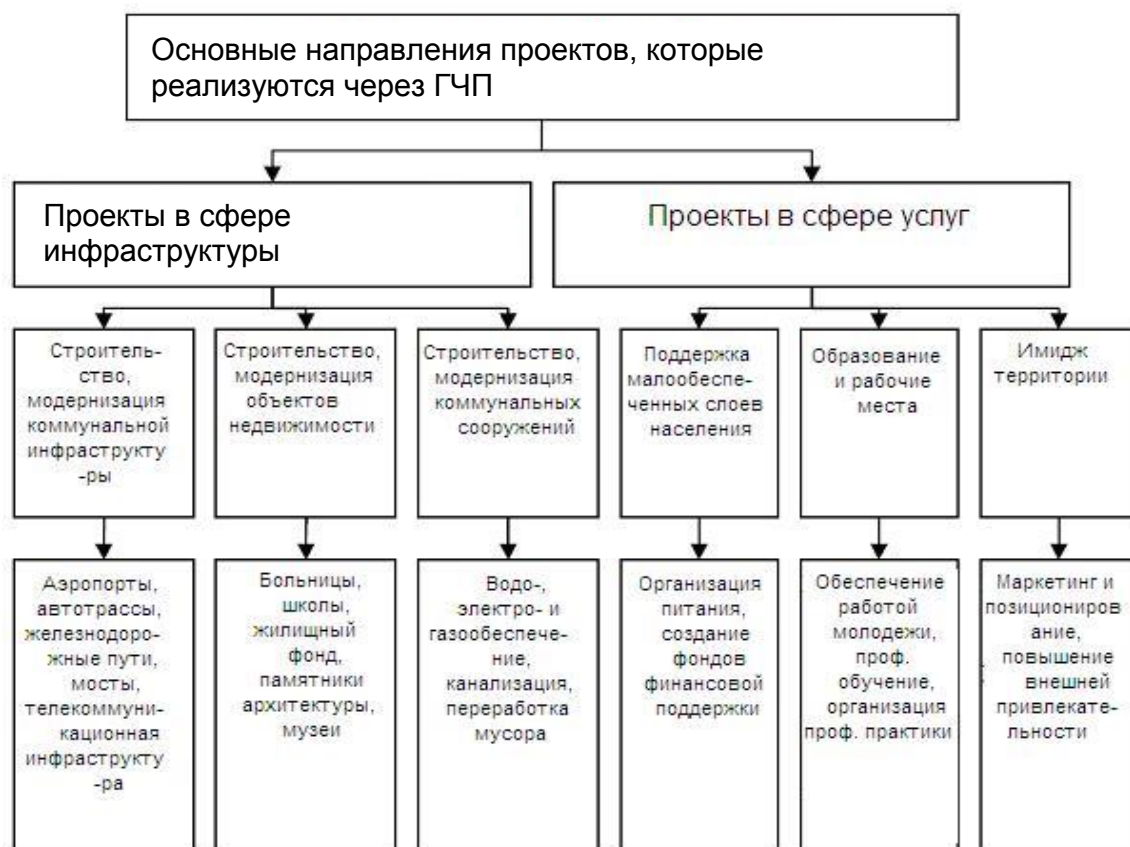 Основные направления проектов, которые
реализуются через ГЧП
Проекты в сфере
инфраструктуры
Проекты в сфере услуг
Строитель-
ство,
модернизация
коммунальной
инфраструкту
-ры
Строительство,
модернизация
объектов
недвижимости
Строительство,
модернизация
коммунальных
сооружений
Поддержка
малообеспе-
ченных слоев
населения
Образование
и рабочие
места
Имидж
территории
Аэропорты,
автотрассы,
железнодоро-
жные пути,
мосты,
телекоммуни-
кационная
инфраструкту
-ра
Больницы,
школы,
жилищный
фонд,
памятники
архитектуры,
музеи
Водо-,
электро- и
газообеспече-
ние,
канализация,
переработка
мусора
Организация
питания,
создание
фондов
финансовой
поддержки
Обеспечение
работой
молодежи,
проф.
обучение,
организация
проф. практики
Маркетинг и
позициониров
ание,
повышение
внешней
привлекате-
льности